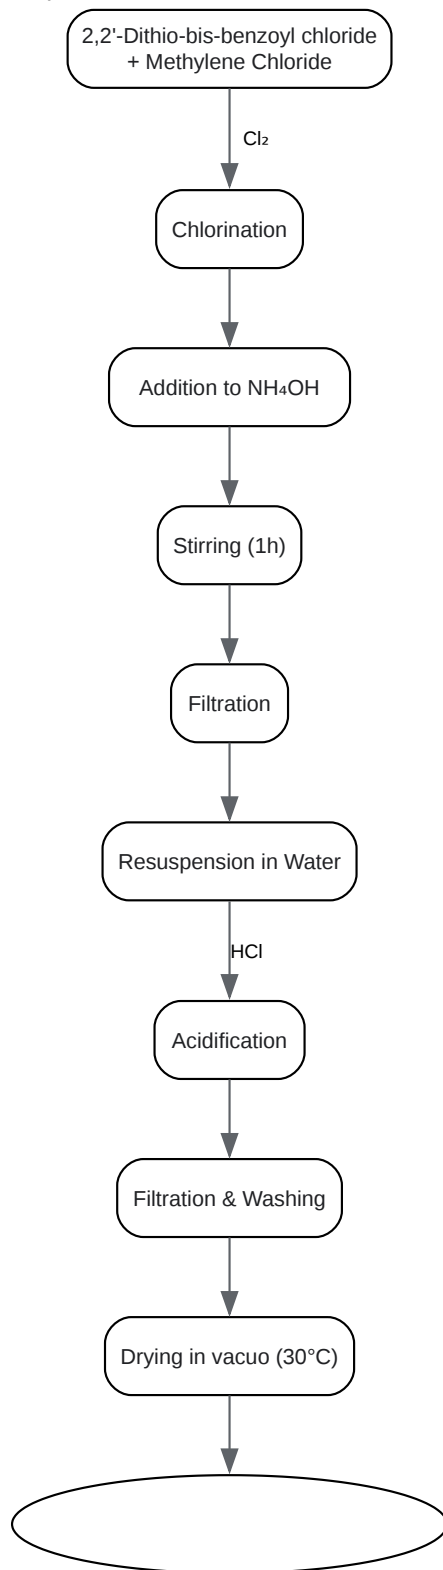 2,2'-Dithio-bis-benzoyl chloride
+ Methylene Chloride
Cl₂
Chlorination
Addition to NH₄OH
Stirring (1h)
Filtration
Resuspension in Water
HCl
Acidification
Filtration & Washing
Drying in vacuo (30°C)